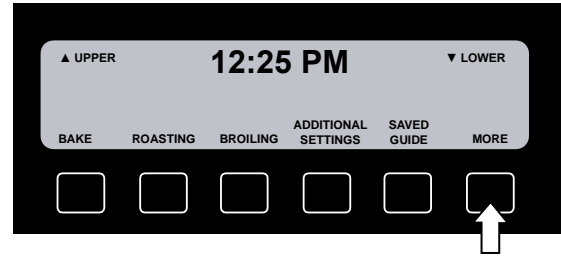 ▲ UPPER 12:25 PM ▼ LOWER
BAKE ROASTING BROILING ADDITIONAL SETTINGS SAVED GUIDE MORE